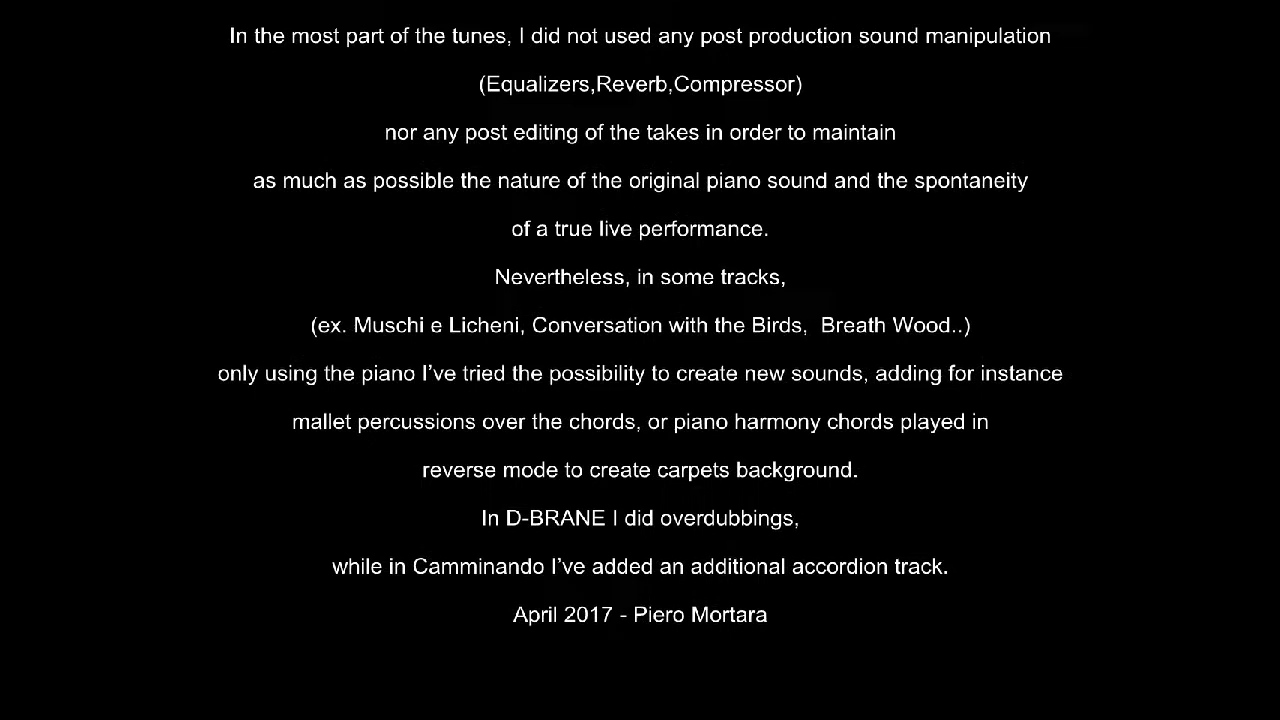 In the most part of the tunes, I did not used any post production sound manipulation
(Equalizers,Reverb,Compressor)
nor any post editing of the takes in order to maintain
as much as possible the nature of the original piano sound and the spontaneity
of a true live performance.
Nevertheless, in some tracks,
(ex. Muschi e Licheni, Conversation with the Birds,  Breath Wood..)
only using the piano I’ve tried the possibility to create new sounds, adding for instance
mallet percussions over the chords, or piano harmony chords played in
reverse mode to create carpets background.
In D-BRANE I did overdubbings,
while in Camminando I’ve added an additional accordion track.
April 2017 - Piero Mortara